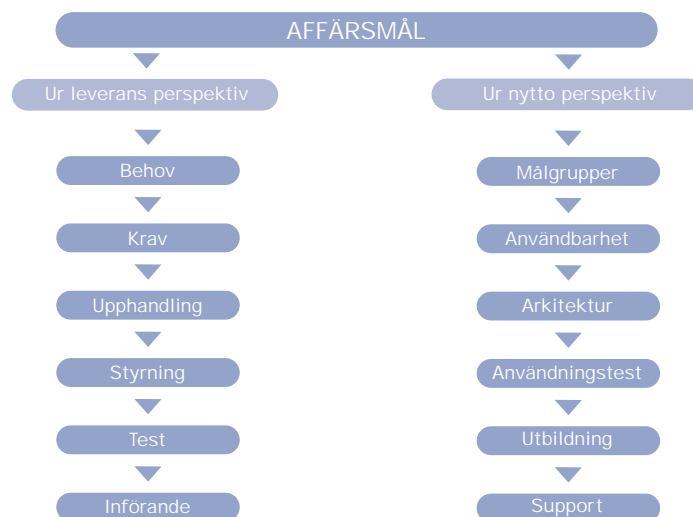 AFFÄRSMÅL
Ur leverans perspektiv
Behov
Krav
Upphandling
Styrning
Test
Införande
Ur nytto perspektiv
Målgrupper
Användbarhet
Arkitektur
Användningstest
Utbildning
Support